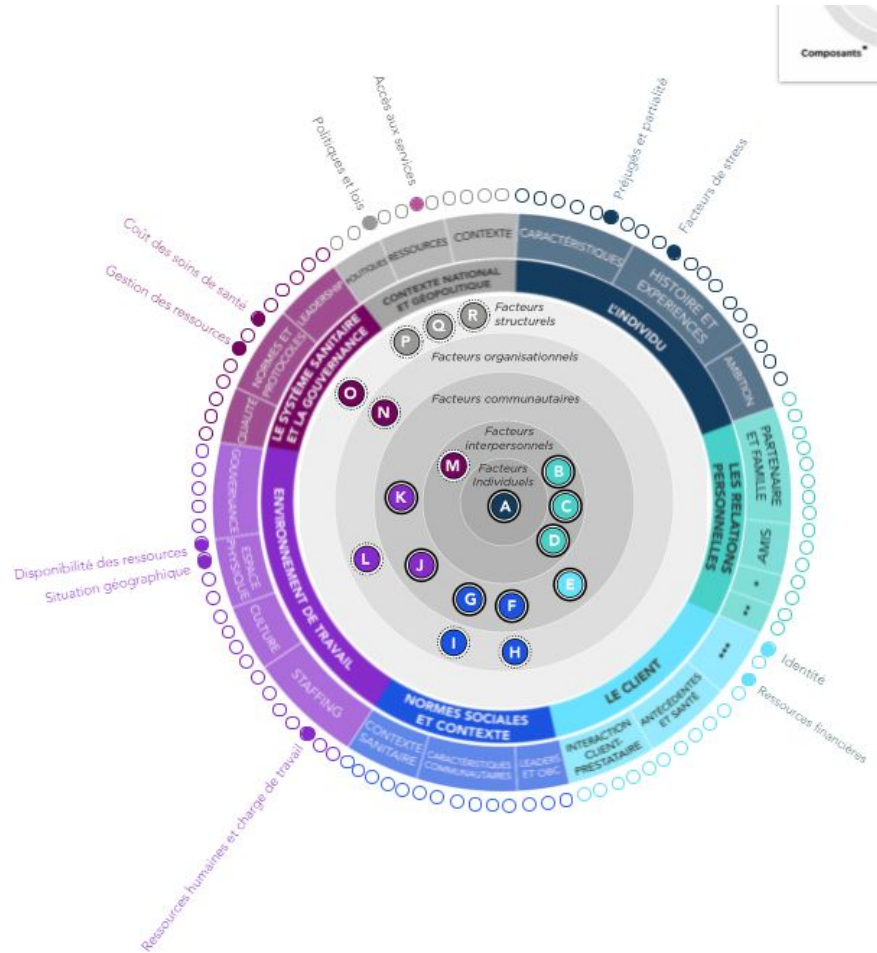 Composants*
Accès aux services
Politiques et lois
Préjugés et partialité
Facteurs de stress
Coût des soins de santé
Gestion des ressources
Disponibilité des ressources
Situation géographique
Ressources humaines et charge de travail
Identité
Ressources financières
POLITIQUES
RESSOURCES
CONTEXTE
CARACTÉRISTIQUES
HISTOIRE ET
EXPÉRIENCES
AMBITION
PARTENAIRE
ET FAMILLE
AMIS
*
**
***
ANTÉCÉDENTES
ET SANTÉ
INTERACTION
CLIENT-
PRESTATAIRE
LEADERS
ET OBC
CARACTÉRISTIQUES
COMMUNAUTAIRES
CONTEXTE
SANITAIRE
STAFFING
CULTURE
ESPACE
PHYSIQUE
GOUVERNANCE
QUALITÉ
NORMES ET
PROTOCOLES
LEADERSHIP
CONTEXTE NATIONAL
ET GÉOPOLITIQUE
L'INDIVIDU
LES RELATIONS
PERSONNELLES
LE CLIENT
NORMES SOCIALES
ET CONTEXTE
ENVIRONNEMENT DE TRAVAIL
LE SYSTÈME SANITAIRE
ET LA GOUVERNANCE
Facteurs
structurels
Facteurs organisationnels
Facteurs communautaires
Facteurs
interpersonnels
Facteurs
Individuels
R
Q
P
O
N
M
B
K
A
C
D
L
J
E
G
F
I
H